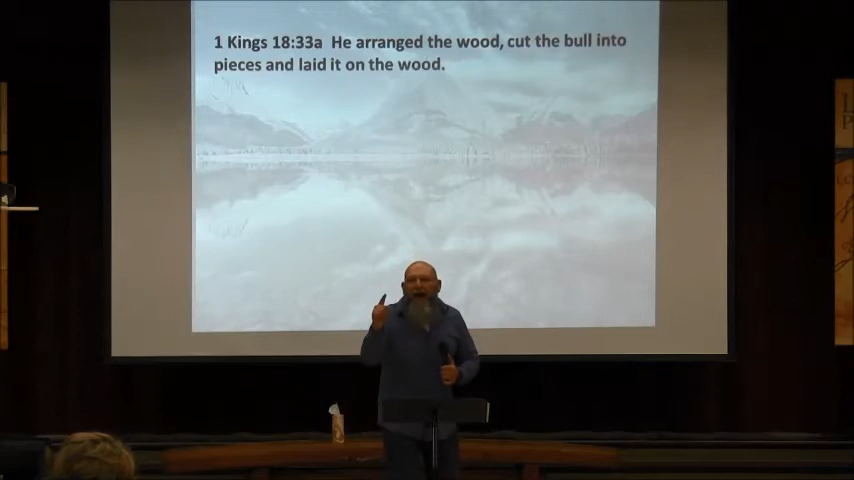 1 Kings 18:33a  He arranged the wood, cut the bull into
pieces and laid it on the wood.